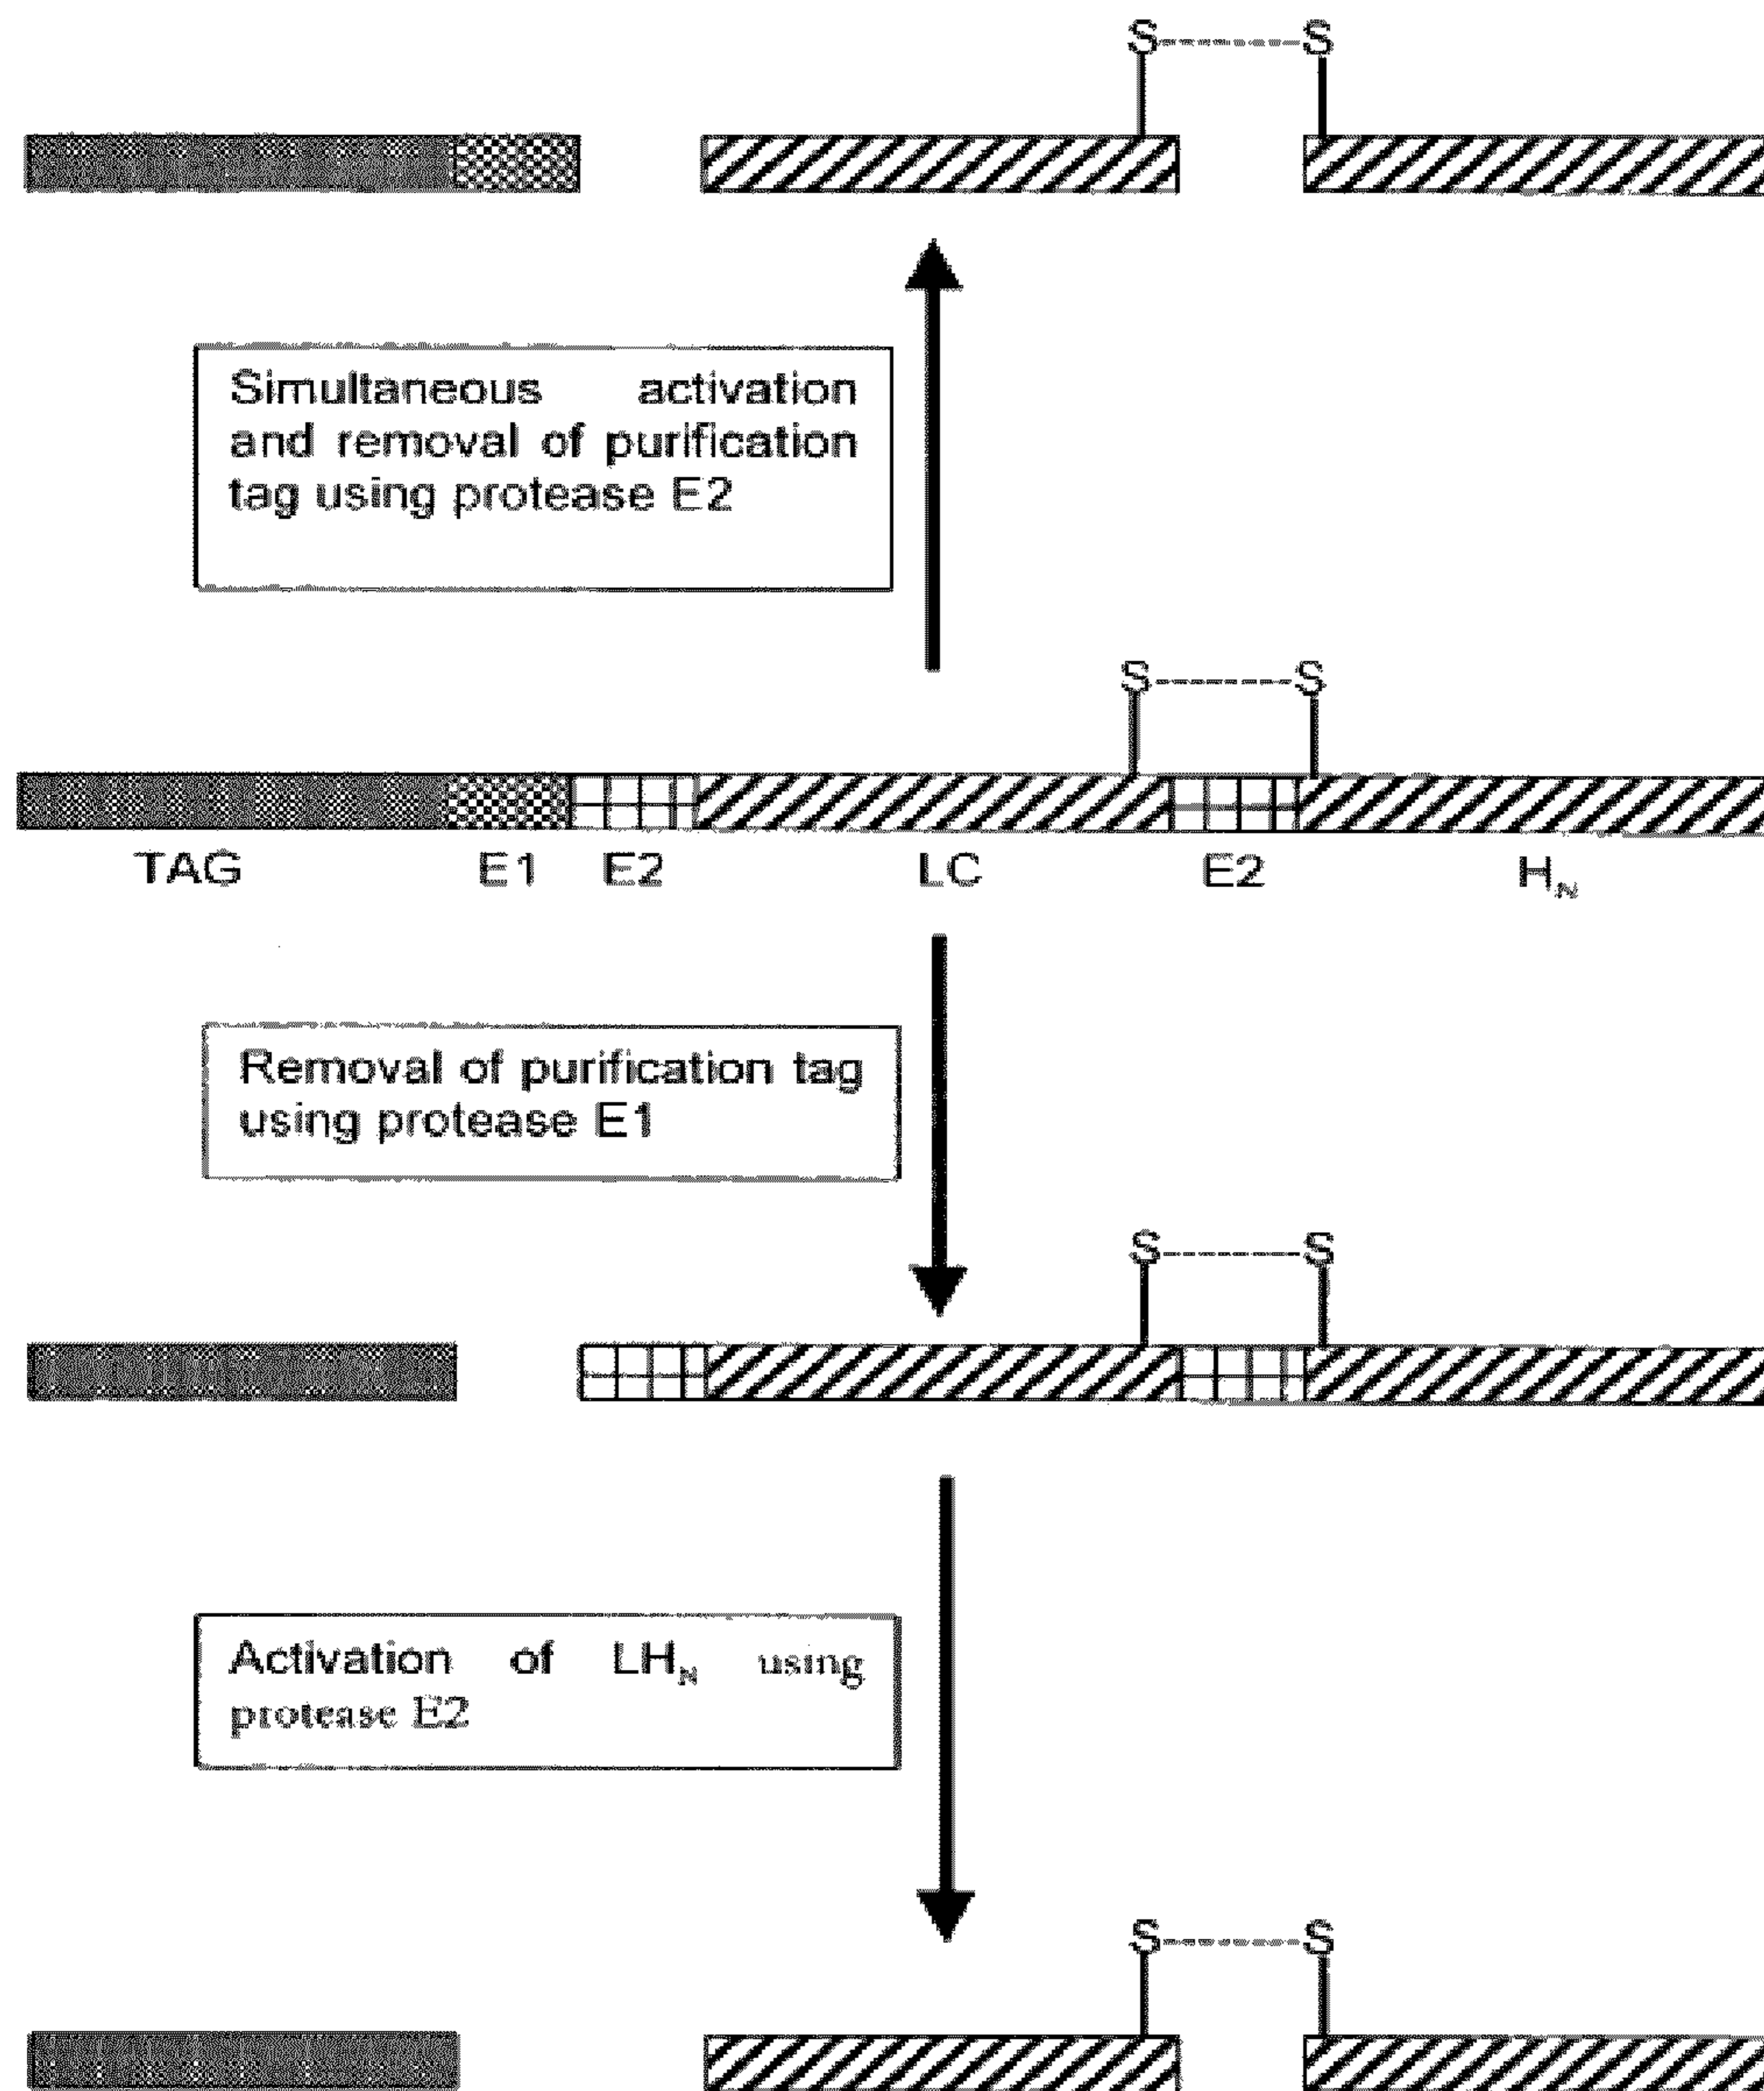 S S
Simultaneous activation
and removal of purification
tag using protease E2
S S
TAG E1 E2 LC E2 H_N
Removal of purification tag
using protease E1
S S
Activation of LH_N using
protease E2
S S